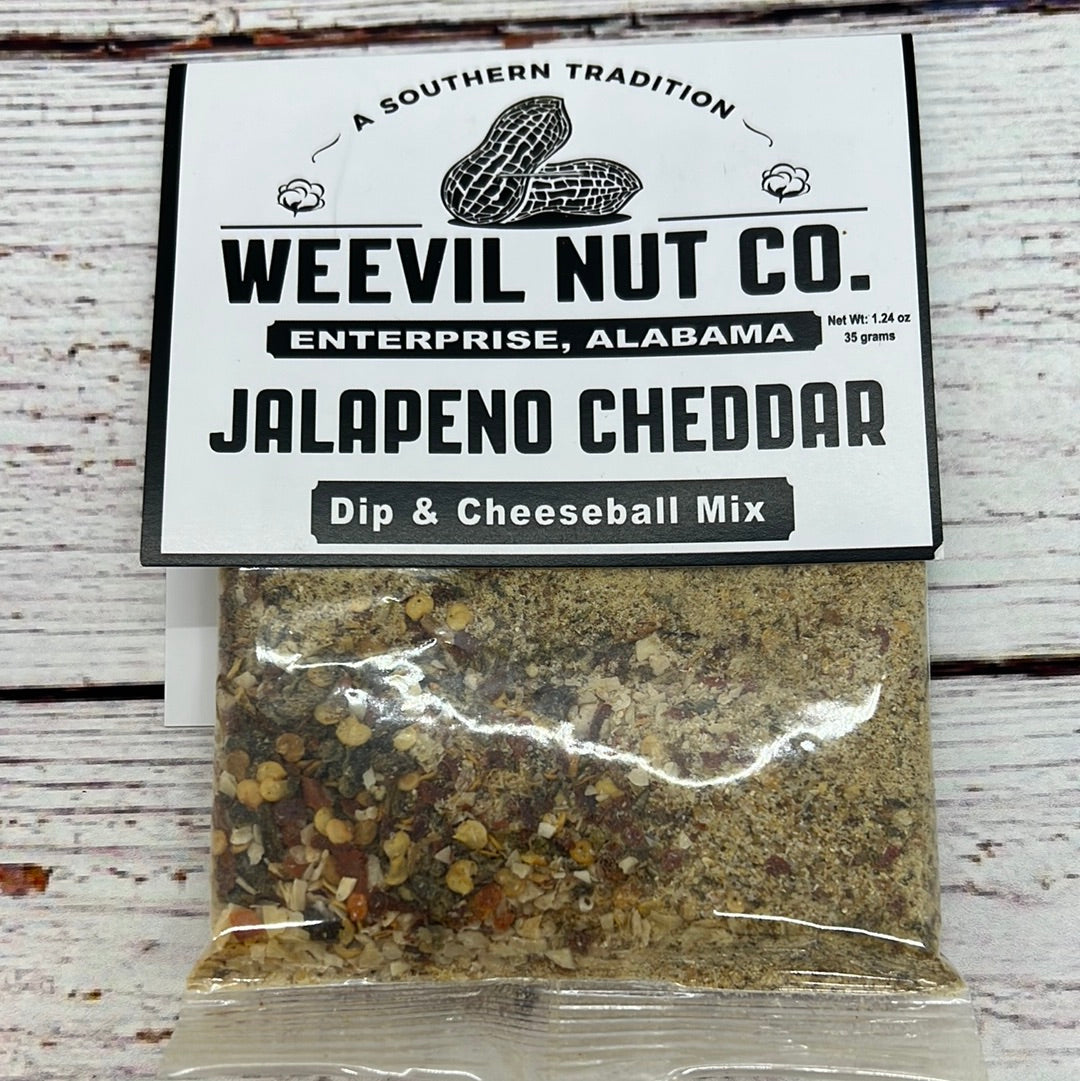 A SOUTHERN TRADITION
WEEVIL NUT CO.
ENTERPRISE, ALABAMA
Net Wt: 1.24 oz
35 grams
JALAPENO CHEDDAR
Dip & Cheeseball Mix